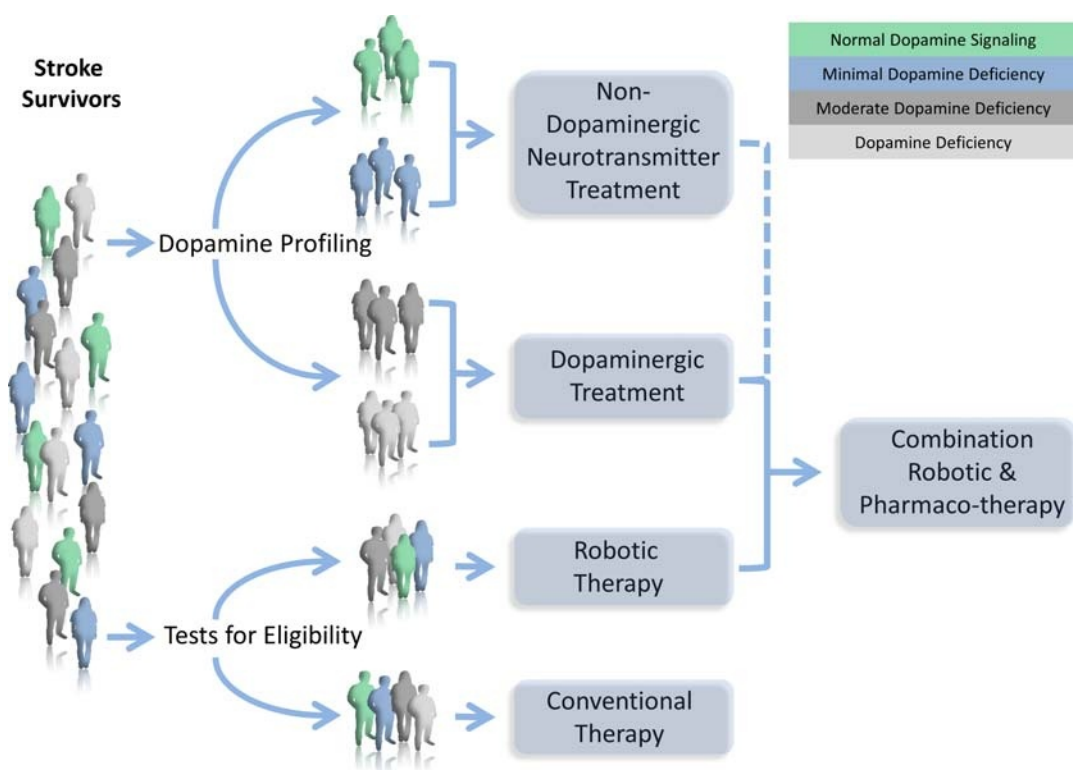 Stroke
Survivors
Normal Dopamine Signaling
Minimal Dopamine Deficiency
Moderate Dopamine Deficiency
Dopamine Deficiency
Non-
Dopaminergic
Neurotransmitter
Treatment
Dopamine Profiling
Dopaminergic
Treatment
Combination
Robotic &
Pharmaco-therapy
Robotic
Therapy
Tests for Eligibility
Conventional
Therapy